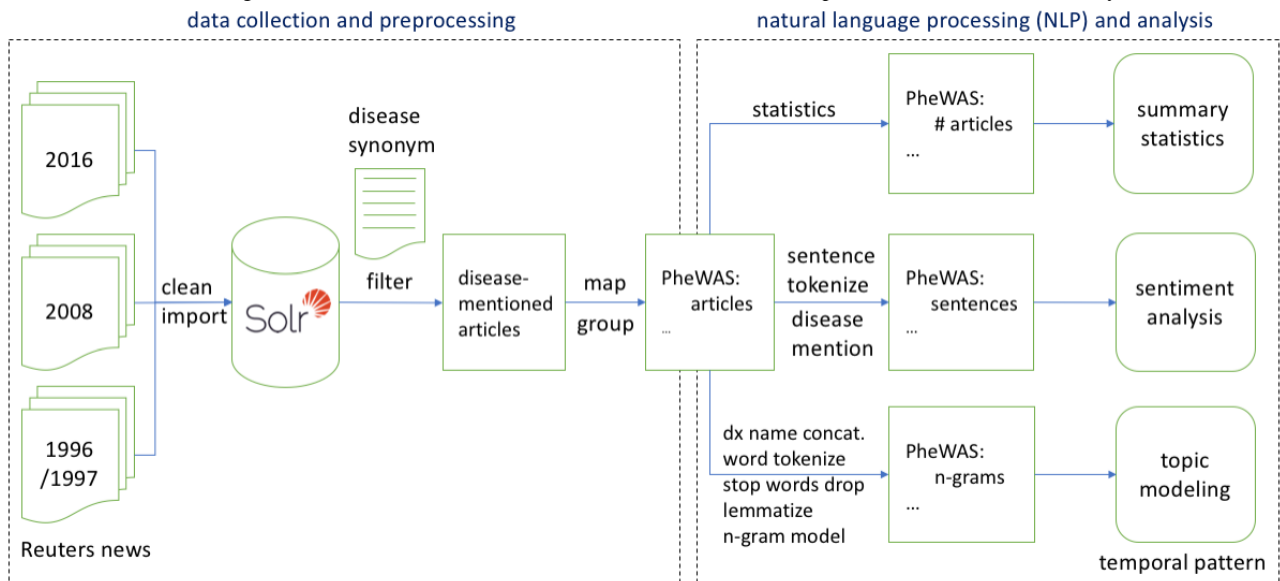 data collection and preprocessing
natural language processing (NLP) and analysis
2016
2008
1996
/1997
Reuters news
clean
import
Solr
disease
synonym
filter
disease-
mentioned
articles
map
group
PheWAS:
articles
...
statistics
PheWAS:
# articles
...
summary
statistics
sentence
tokenize
disease
mention
PheWAS:
sentences
...
sentiment
analysis
dx name concat.
word tokenize
stop words drop
lemmatize
n-gram model
PheWAS:
n-grams
...
topic
modeling
temporal pattern